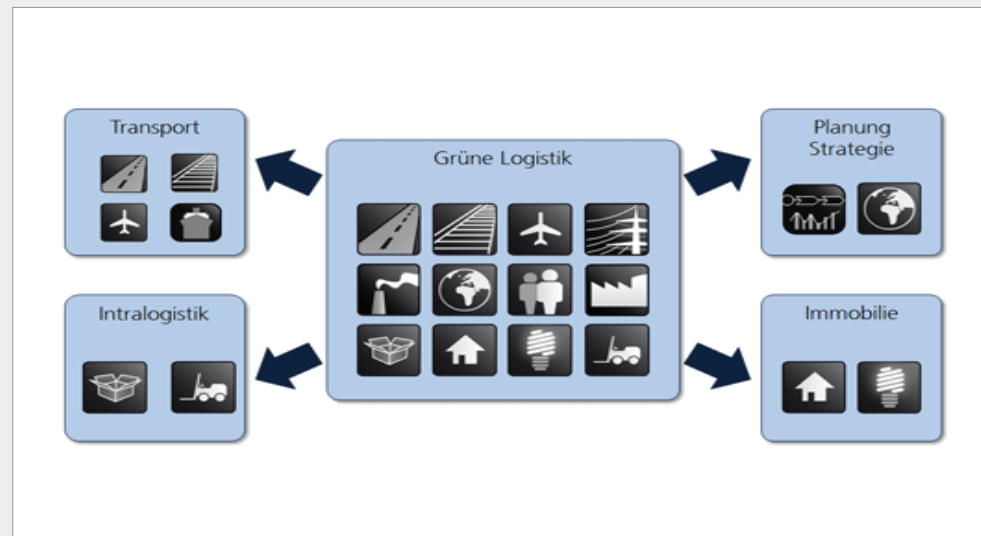 Transport
Grüne Logistik
Planung
Strategie
Intralogistik
Immobilie